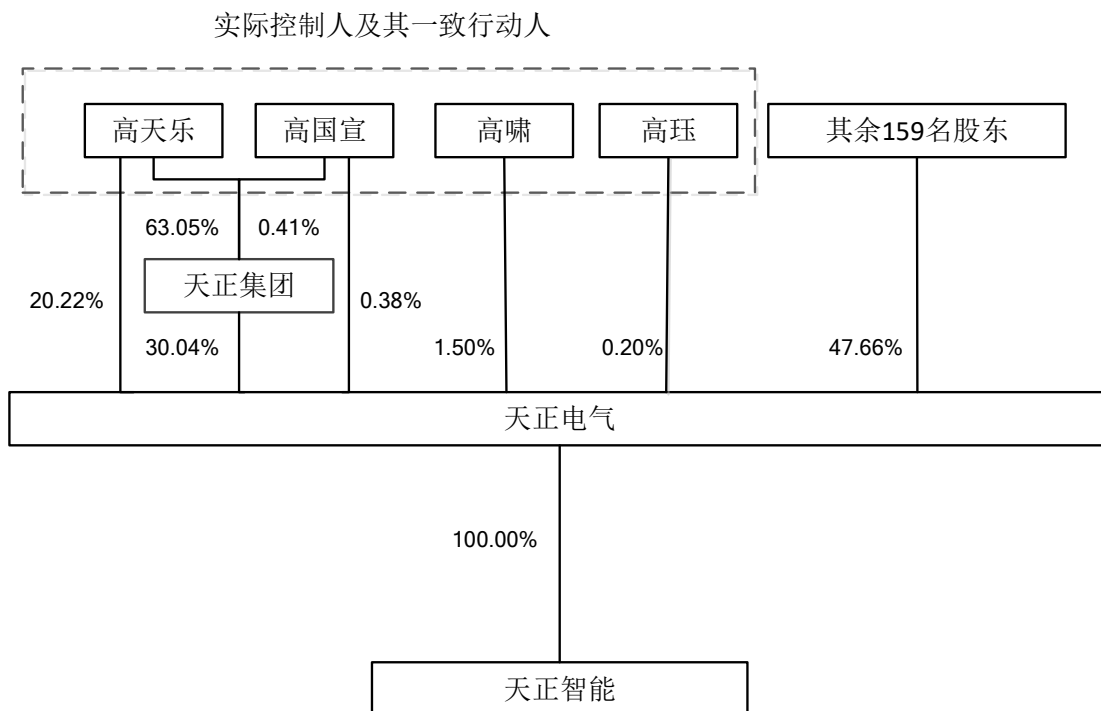 实际控制人及其一致行动人
高天乐
高国宣
高啸
高珏
其余159名股东
63.05%
0.41%
天正集团
20.22%
0.38%
30.04%
1.50%
0.20%
47.66%
天正电气
100.00%
天正智能